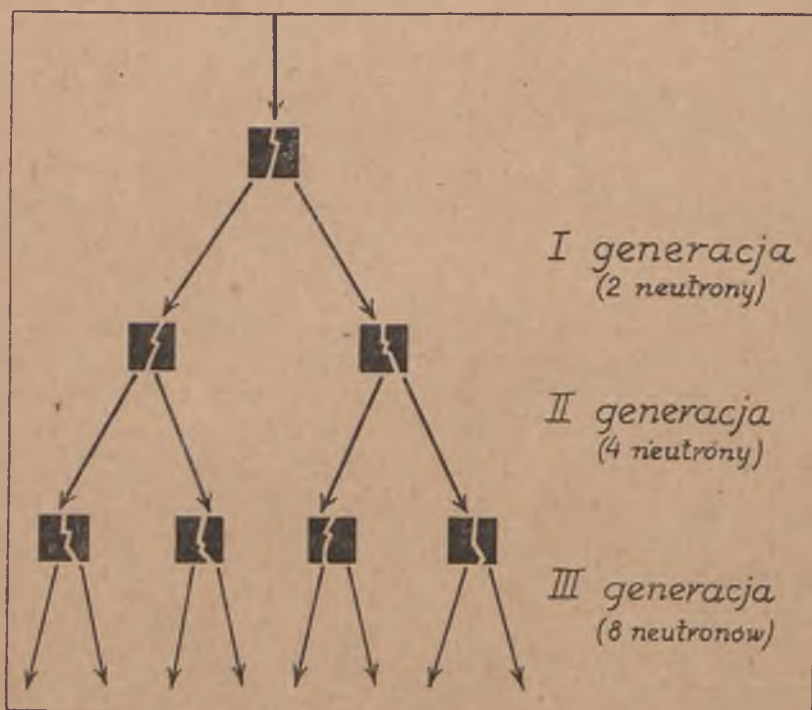 I generacja
(2 neutrony)
II generacja
(4 neutrony)
III generacja
(8 neutronów)